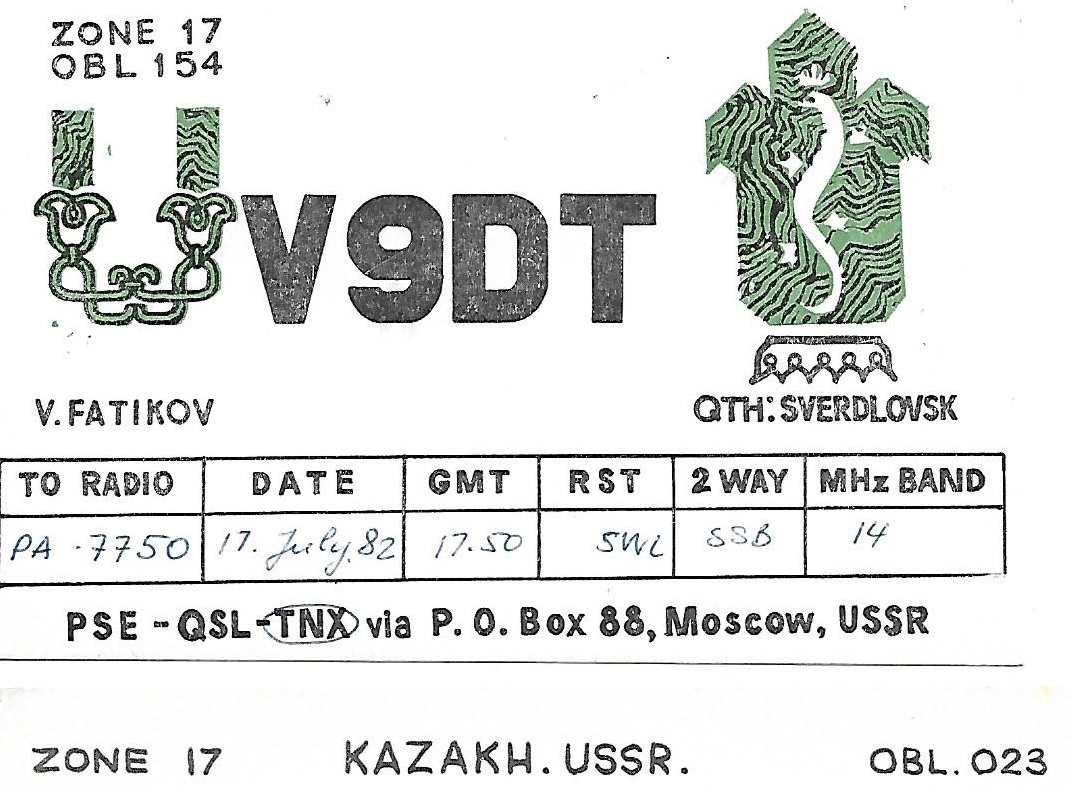 ZONE 17
OBL 154
UV9DT
V. FATIKOV
QTH: SVERDLOVSK
TO RADIO DATE GMT RST 2 WAY MHz BAND
PA -7750 17. July. 82 17.50 SWL SSB 14
PSE - QSL - TNX via P. O. Box 88, Moscow, USSR
ZONE 17 KAZAKH. USSR. OBL. 023